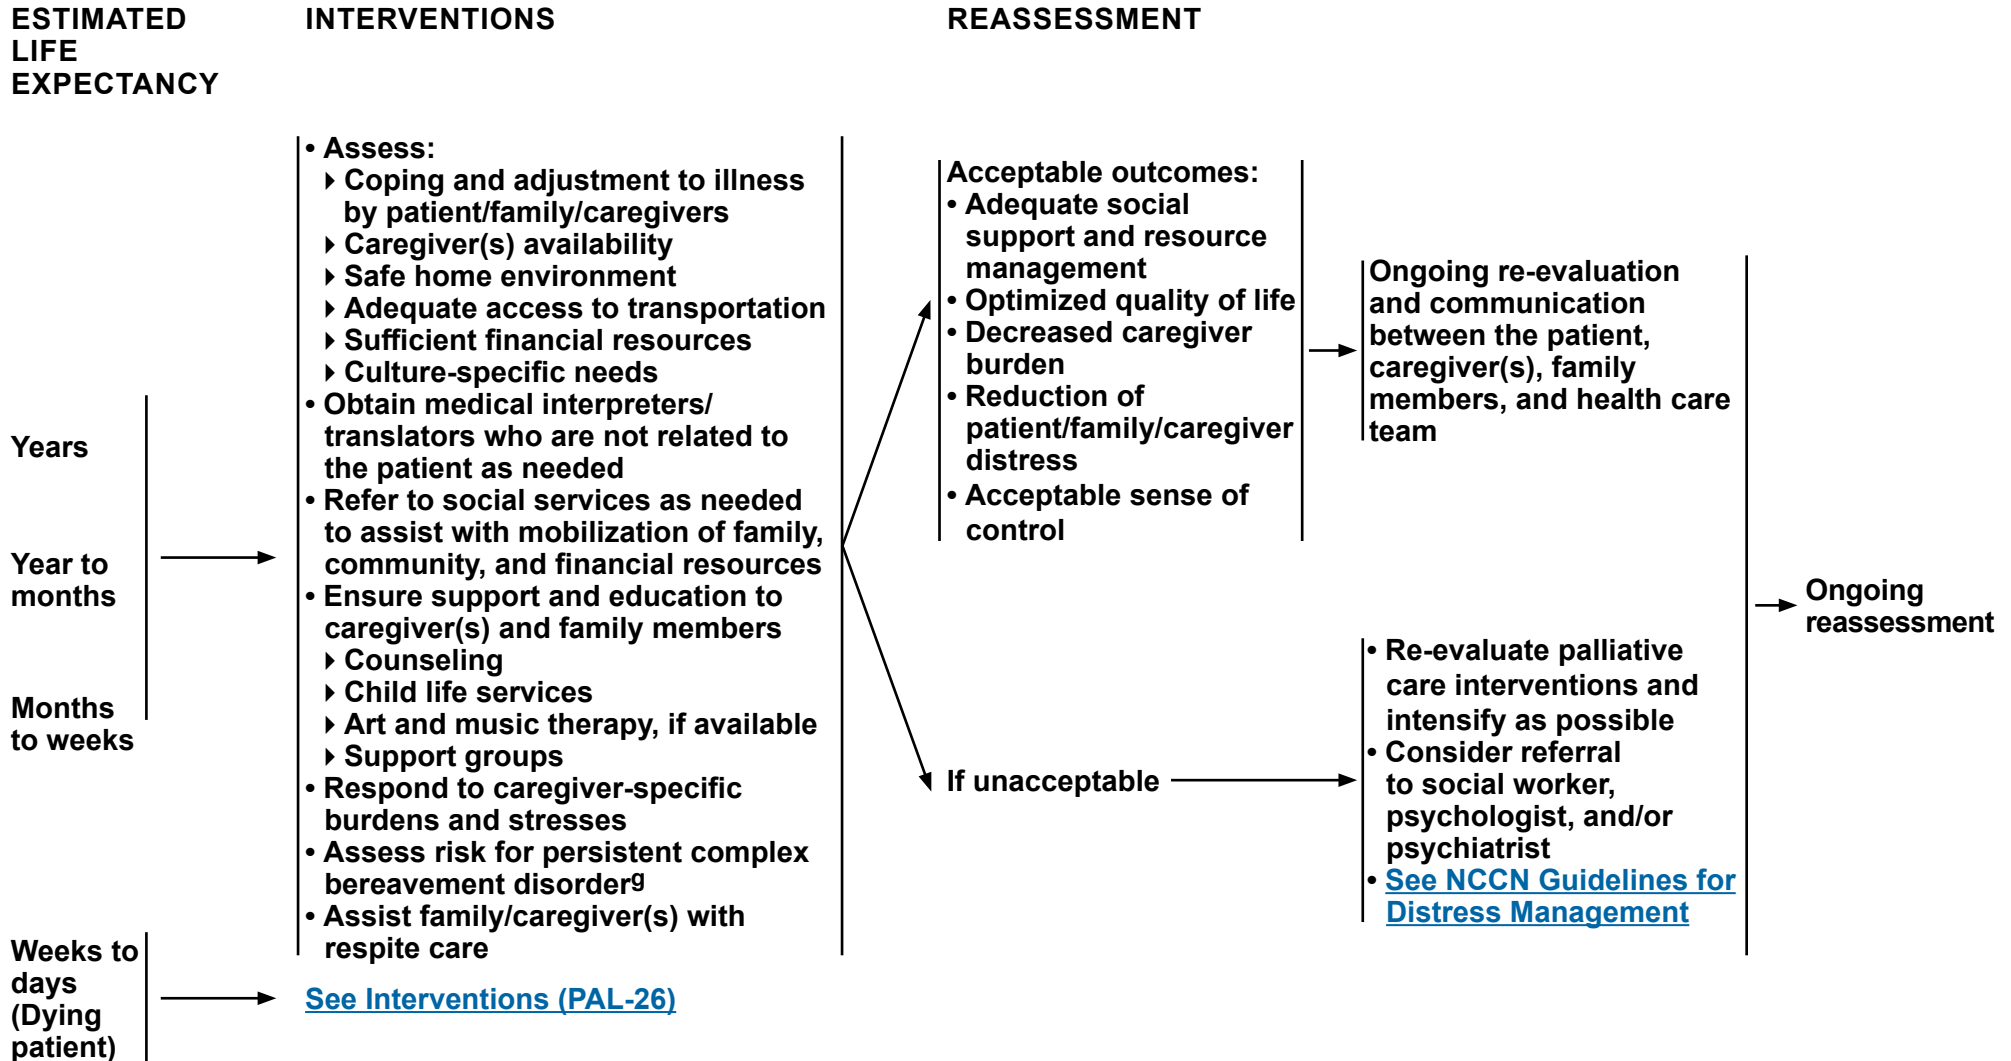 ESTIMATED
LIFE
EXPECTANCY
INTERVENTIONS
REASSESSMENT
Years
Year to
months
Months
to weeks
• Assess:
‣ Coping and adjustment to illness
by patient/family/caregivers
‣ Caregiver(s) availability
‣ Safe home environment
‣ Adequate access to transportation
‣ Sufficient financial resources
‣ Culture-specific needs
• Obtain medical interpreters/
translators who are not related to
the patient as needed
• Refer to social services as needed
to assist with mobilization of family,
community, and financial resources
• Ensure support and education to
caregiver(s) and family members
‣ Counseling
‣ Child life services
‣ Art and music therapy, if available
‣ Support groups
• Respond to caregiver-specific
burdens and stresses
• Assess risk for persistent complex
bereavement disorderg
• Assist family/caregiver(s) with
respite care
Acceptable outcomes:
• Adequate social
support and resource
management
• Optimized quality of life
• Decreased caregiver
burden
• Reduction of
patient/family/caregiver
distress
• Acceptable sense of
control
Ongoing re-evaluation
and communication
between the patient,
caregiver(s), family
members, and health care
team
If unacceptable
• Re-evaluate palliative
care interventions and
intensify as possible
• Consider referral
to social worker,
psychologist, and/or
psychiatrist
• See NCCN Guidelines for
Distress Management
Ongoing
reassessment
Weeks to
days
(Dying
patient)
See Interventions (PAL-26)